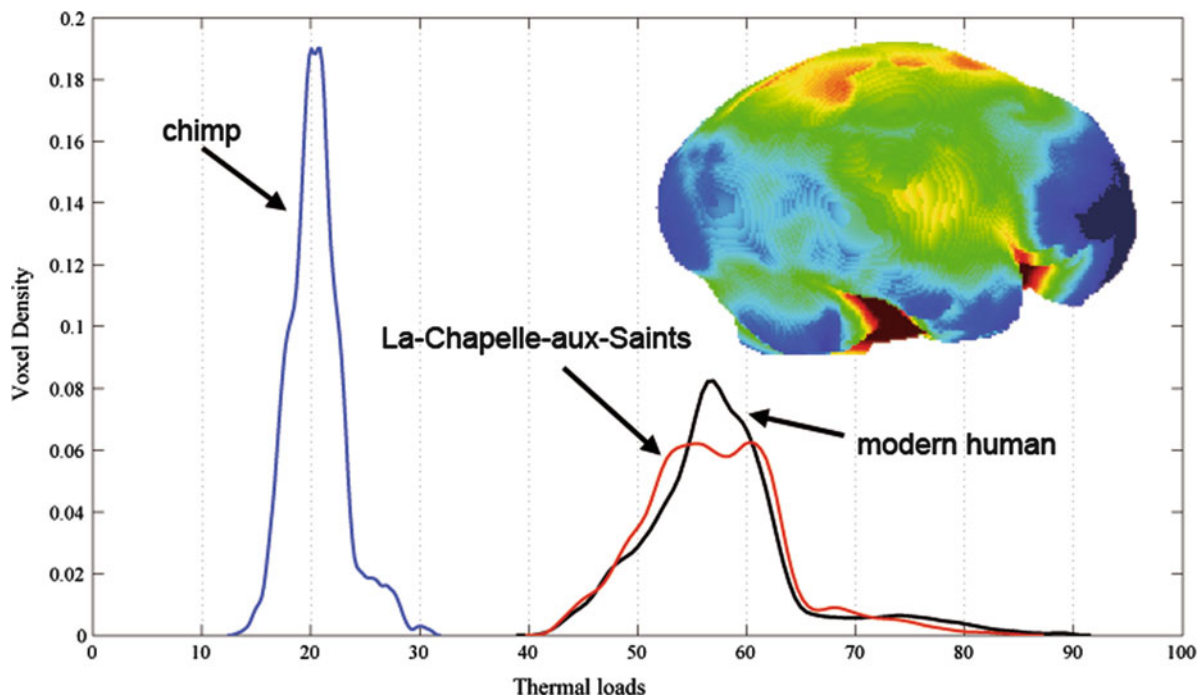 0.2
0.18
0.16
0.14
0.12
0.1
0.08
0.06
0.04
0.02
0
Voxel Density
chimp
La-Chapelle-aux-Saints
modern human
0 10 20 30 40 50 60 70 80 90 100
Thermal loads